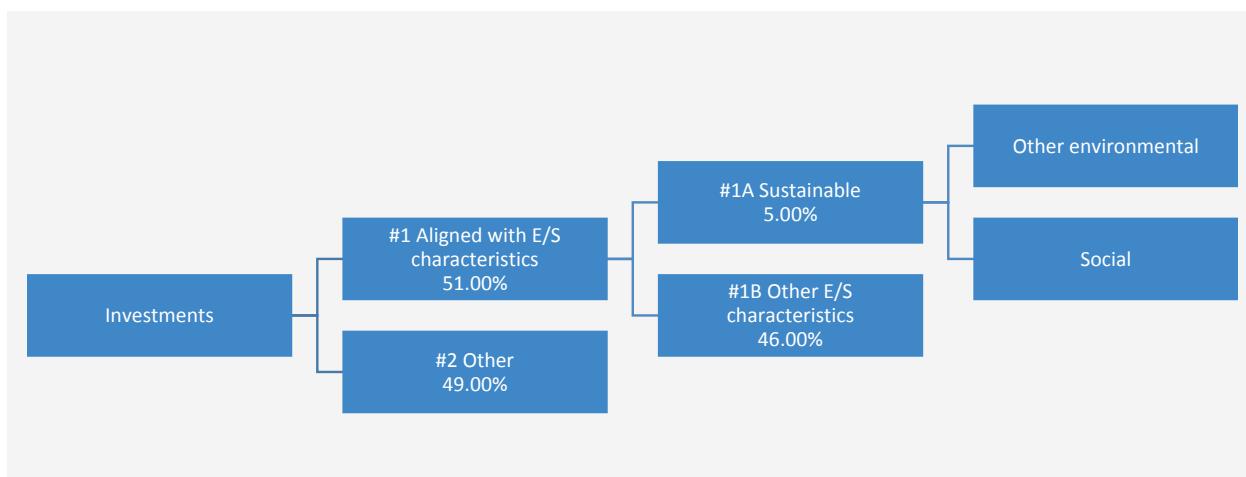 Investments
#1 Aligned with E/S
characteristics
51.00%
#2 Other
49.00%
#1A Sustainable
5.00%
#1B Other E/S
characteristics
46.00%
Other environmental
Social